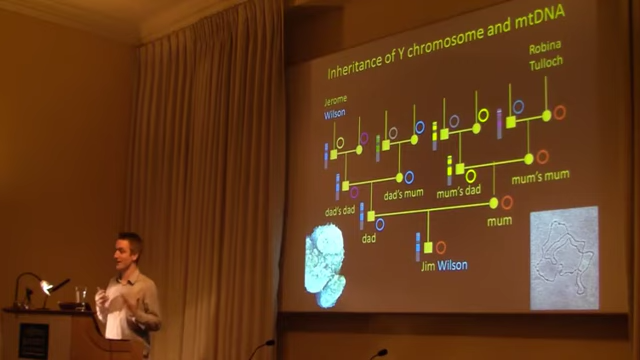 Inheritance of Y chromosome and mtDNA
Jerome
Wilson
Robina
Tulloch
dad's dad
dad's mum
mum's dad
mum's mum
dad
mum
Jim Wilson